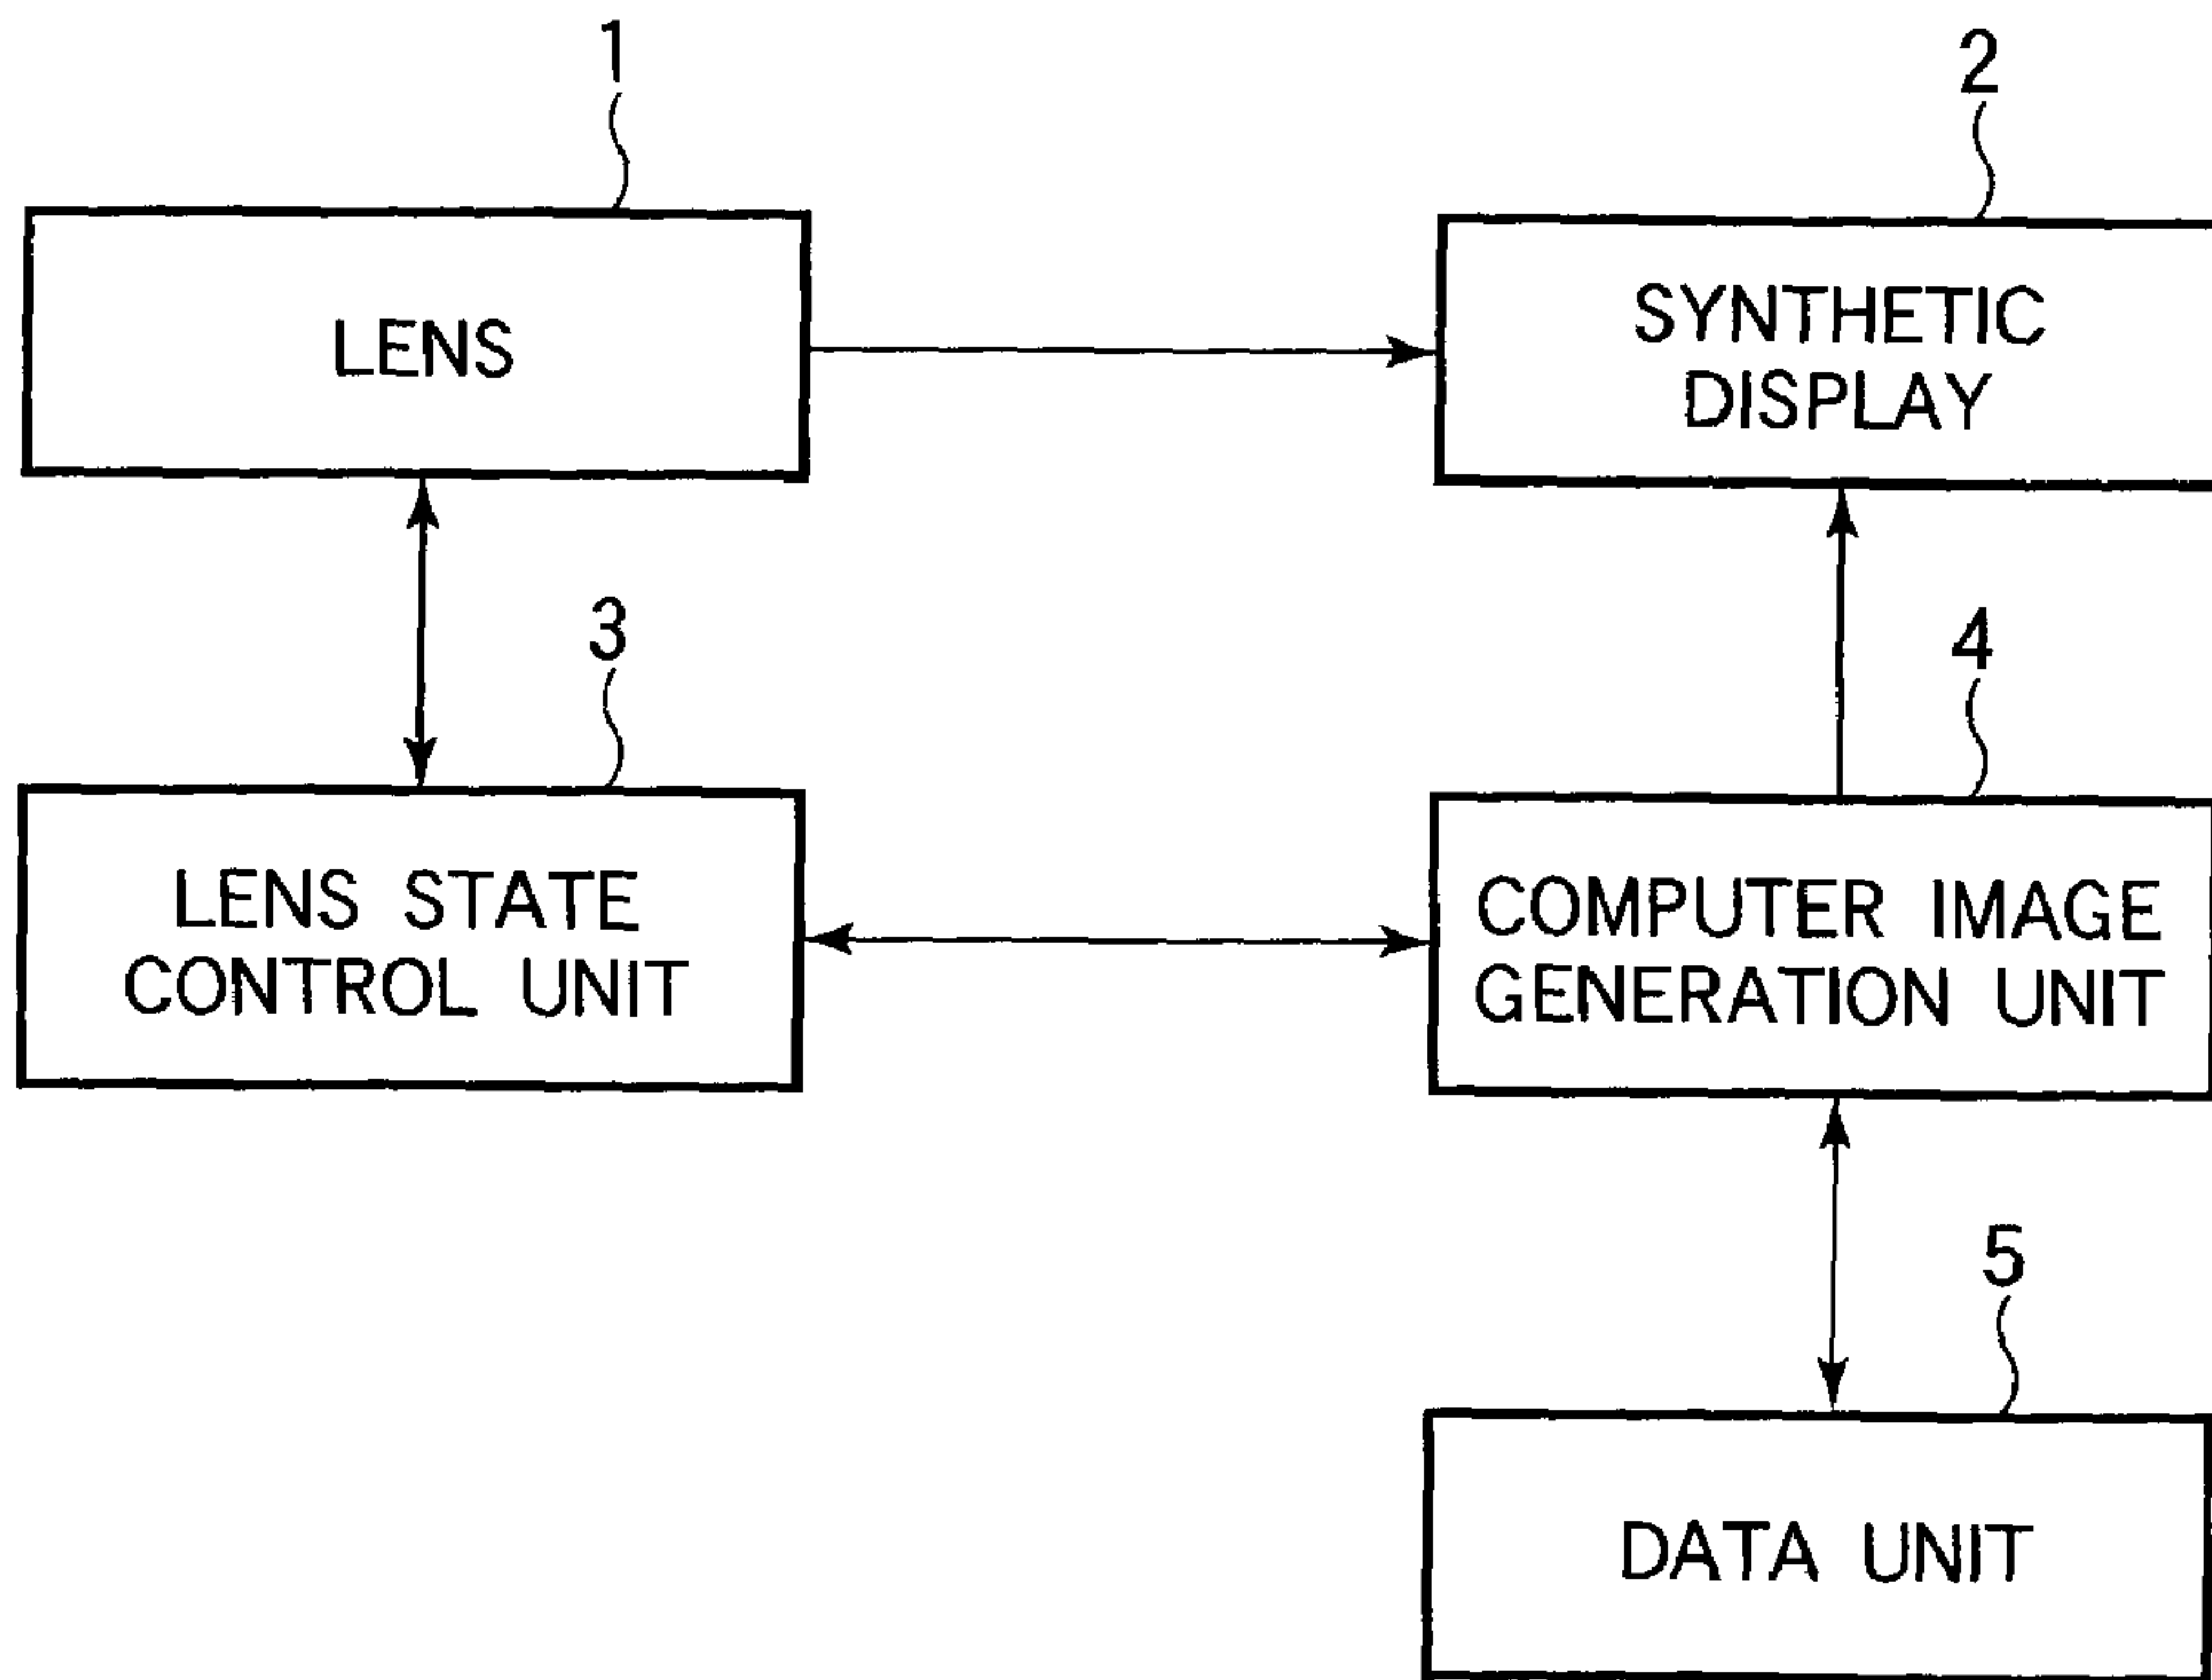 1
2
LENS
SYNTHETIC
DISPLAY
3
4
LENS STATE
CONTROL UNIT
COMPUTER IMAGE
GENERATION UNIT
5
DATA UNIT